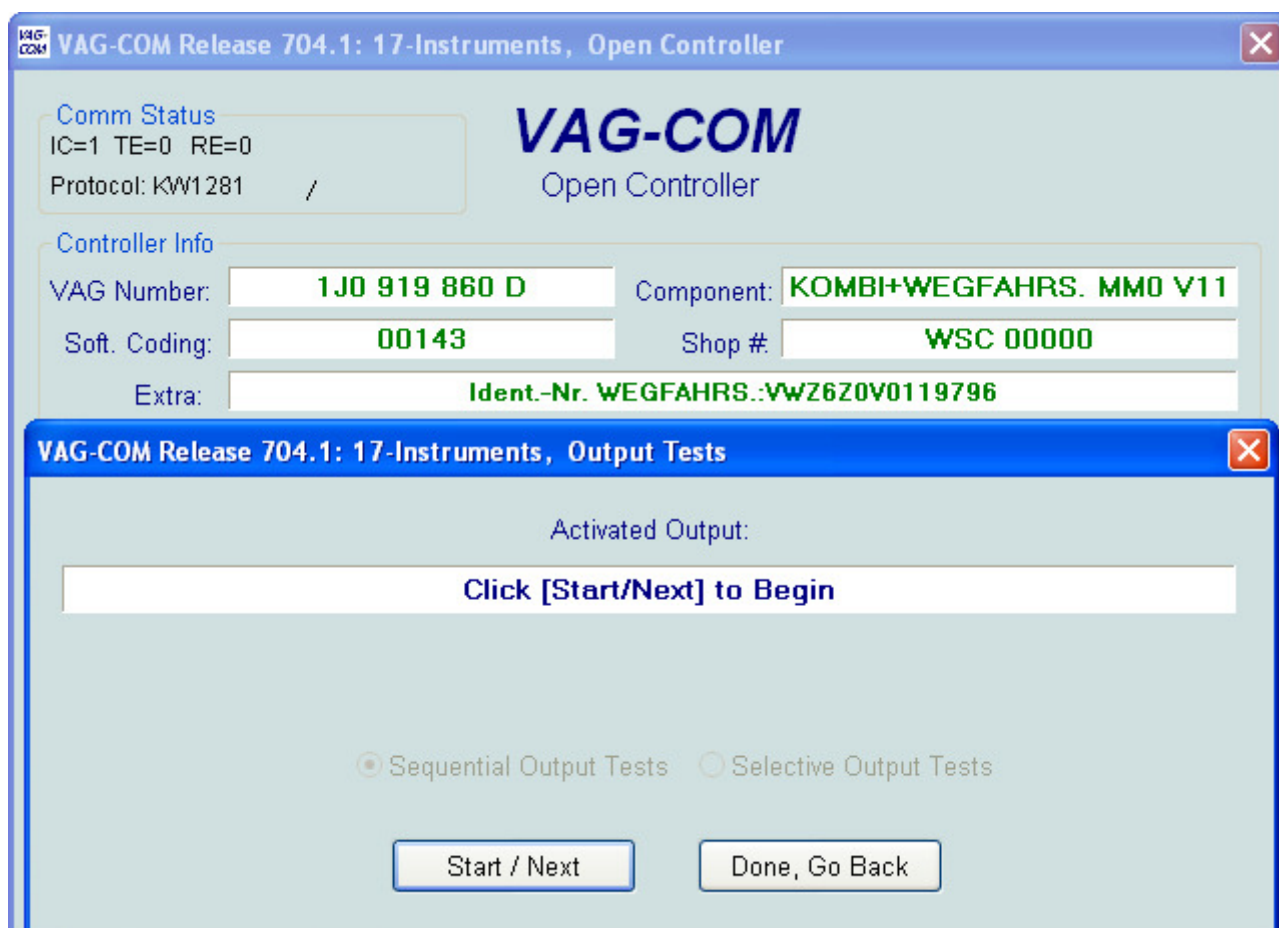 VAG-COM VAG-COM Release 704.1: 17-Instruments, Open Controller
Comm Status
IC=1 TE=0 RE=0
Protocol: KW1281 /
VAG-COM
Open Controller
Controller Info
VAG Number: 1J0 919 860 D Component: KOMBI+WEGFAHRS. MM0 V11
Soft. Coding: 00143 Shop #: WSC 00000
Extra: Ident.-Nr. WEGFAHRS.:VWZ6Z0V0119796
VAG-COM Release 704.1: 17-Instruments, Output Tests
Activated Output:
Click [Start/Next] to Begin
Sequential Output Tests Selective Output Tests
Start / Next Done, Go Back